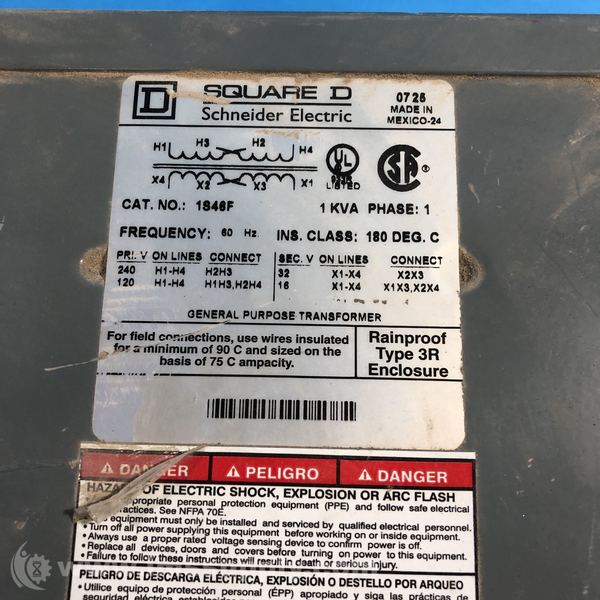 D SQUARE D
Schneider Electric
0725
MADE IN
MEXICO-24
H1 H3 H2 H4
X4 X2 X3 X1
UL
LISTED
CSA
CAT. NO.: 1S46F
1 KVA PHASE: 1
FREQUENCY: 60 Hz.
INS. CLASS: 180 DEG. C
PRI. V ON LINES CONNECT
240 H1-H4 H2H3
120 H1-H4 H1H3,H2H4
SEC. V ON LINES CONNECT
32 X1-X4 X2X3
16 X1-X4 X1X3,X2X4
GENERAL PURPOSE TRANSFORMER
For field connections, use wires insulated
for a minimum of 90 C and sized on the
basis of 75 C ampacity.
Rainproof
Type 3R
Enclosure
DANGER
PELIGRO
DANGER
HAZARD OF ELECTRIC SHOCK, EXPLOSION OR ARC FLASH
personal protection equipment (PPE) and follow safe electrical
See NFPA 70E.
equipment must only be installed and serviced by qualified electrical personnel.
• Turn off all power supplying this equipment before working on or inside equipment.
• Always use a proper rated voltage sensing device to confirm power is off.
• Replace all devices, doors and covers before turning on power to this equipment.
• Failure to follow these instructions will result in death or serious injury.
PELIGRO DE DESCARGA ELÉCTRICA, EXPLOSIÓN O DESTELLO POR ARQUEO
• Utilice equipo de protección personal (EPP) apropiado y siga las prácticas de
seguridad eléctrica